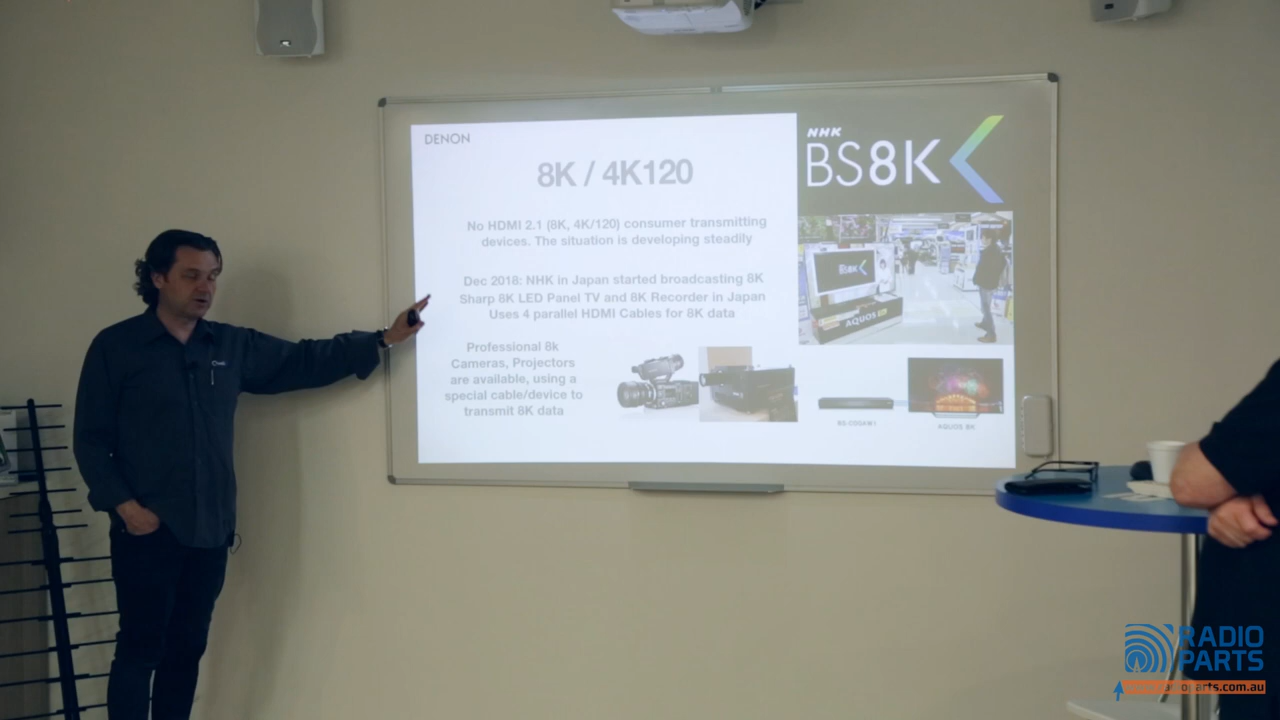 DENON
8K / 4K120
No HDMI 2.1 (8K, 4K/120) consumer transmitting
devices. The situation is developing steadily
Dec 2018: NHK in Japan started broadcasting 8K
Sharp 8K LED Panel TV and 8K Recorder in Japan
Uses 4 parallel HDMI Cables for 8K data
Professional 8k
Cameras, Projectors
are available, using a
special cable/device to
transmit 8K data
NHK
BS8K
AQUOS
AQUOS 8K
RADIO
PARTS
radioparts.com.au